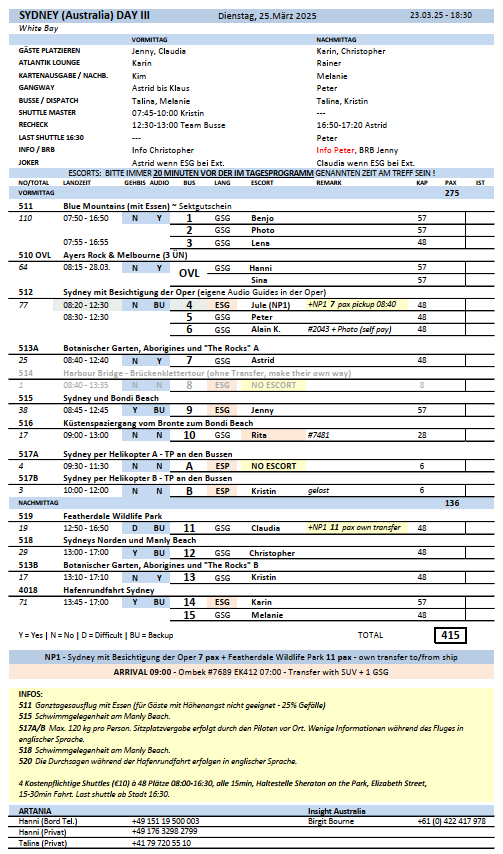 SYDNEY (Australia) DAY III Dienstag, 25.März 2025 23.03.25 - 18:30
White Bay
VORMITTAG NACHMITTAG
GÄSTE PLATZIEREN Jenny, Claudia Karin, Christopher
ATLANTIK LOUNGE Karin Rainer
KARTENAUSGABE / NACHB. Kim Melanie
GANGWAY Astrid bis Klaus Peter
BUSSE / DISPATCH Talina, Melanie Talina, Kristin
SHUTTLE MASTER 07:45-10:00 Kristin ---
RECHECK 12:30-13:00 Team Busse 16:50-17:20 Astrid
LAST SHUTTLE 16:30 --- Peter
INFO / BRB Info Christopher Info Peter, BRB Jenny
JOKER Astrid wenn ESG bei Ext. Claudia wenn ESG bei Ext.
ESCORTS: BITTE IMMER 20 MINUTEN VOR DER IM TAGESPROGRAMM GENANNTEN ZEIT AM TREFF SEIN !
NO/TOTAL LANDZEIT GEHBIS AUDIO BUS LANG ESCORT REMARK KAP PAX IST
VORMITTAG 275
511 Blue Mountains (mit Essen) ~ Sektgutschein
110 07:50 - 16:50 N Y 1 GSG Benjo 57
2 GSG Photo 57
07:55 - 16:55 3 GSG Lena 48
510 OVL Ayers Rock & Melbourne (3 ÜN)
64 08:15 - 28.03. N Y OVL GSG Hanni 57
Sina 57
512 Sydney mit Besichtigung der Oper (eigene Audio Guides in der Oper)
77 08:20 - 12:30 N BU 4 ESG Jule (NP1) +NP1 7 pax pickup 08:40 48
08:30 - 12:30 5 GSG Peter 48
6 GSG Alain K. #2043 + Photo (self pay) 48
513A Botanischer Garten, Aborigines und "The Rocks" A
25 08:40 - 12:40 N Y 7 GSG Astrid 48
514 Harbour Bridge - Brückenklettertour (ohne Transfer, make their own way)
1 08:40 - 13:35 N N 8 ESG NO ESCORT 8
515 Sydney und Bondi Beach
38 08:45 - 12:45 Y BU 9 ESG Jenny 57
516 Küstenspaziergang vom Bronte zum Bondi Beach
17 09:00 - 13:00 N N 10 GSG Rita #7481 28
517A Sydney per Helikopter A - TP an den Bussen
4 09:30 - 11:30 N N A ESP NO ESCORT 6
517B Sydney per Helikopter B - TP an den Bussen
3 10:00 - 12:00 N N B ESP Kristin gelost 6
NACHMITTAG 136
519 Featherdale Wildlife Park
19 12:50 - 16:50 D BU 11 GSG Claudia +NP1 11 pax own transfer 48
518 Sydneys Norden und Manly Beach
29 13:00 - 17:00 Y BU 12 GSG Christopher 48
513B Botanischer Garten, Aborigines und "The Rocks" B
17 13:10 - 17:10 N Y 13 GSG Kristin 48
4018 Hafenrundfahrt Sydney
71 13:45 - 17:00 Y BU 14 ESG Karin 57
15 GSG Melanie 48
Y = Yes | N = No | D = Difficult | BU = Backup TOTAL 415
NP1 - Sydney mit Besichtigung der Oper 7 pax + Featherdale Wildlife Park 11 pax - own transfer to/from ship
ARRIVAL 09:00 - Ombek #7689 EK412 07:00 - Transfer with SUV + 1 GSG
INFOS:
511 Ganztagesausflug mit Essen (für Gäste mit Höhenangst nicht geeignet - 25% Gefälle)
515 Schwimmgelegenheit am Manly Beach.
517A/B Max. 120 kg pro Person. Sitzplatzvergabe erfolgt durch den Piloten vor Ort. Wenige Informationen während des Fluges in
englischer Sprache.
518 Schwimmgelegenheit am Manly Beach.
520 Die Durchsagen während der Hafenrundfahrt erfolgen in englischer Sprache.
4 Kostenpflichtige Shuttles (€10) à 48 Plätze 08:00-16:30, alle 15min, Haltestelle Sheraton on the Park, Elizabeth Street,
15-30min Fahrt. Last shuttle ab Stadt 16:30.
ARTANIA Insight Australia
Hanni (Bord Tel.) +49 151 19 500 003 Birgit Bourne +61 (0) 422 417 978
Hanni (Privat) +49 176 3298 2799
Talina (Privat) +41 79 720 55 10